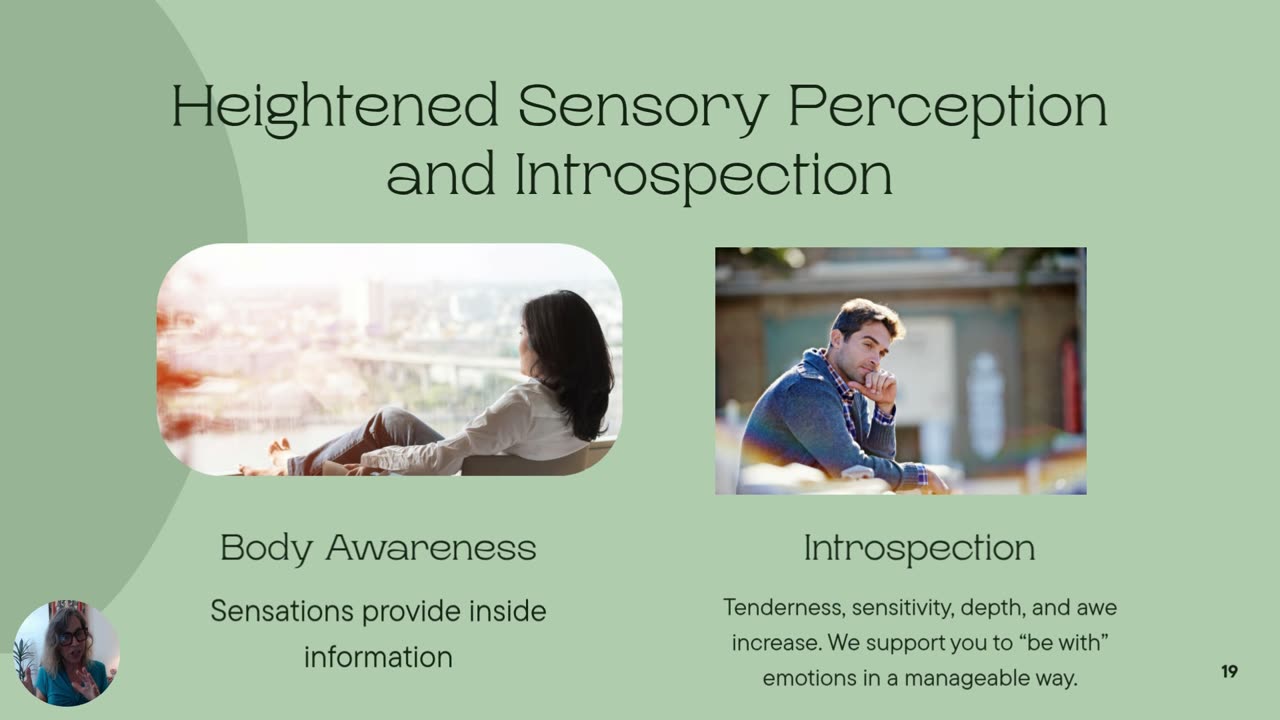 Heightened Sensory Perception
and Introspection
Body Awareness
Sensations provide inside
information
Introspection
Tenderness, sensitivity, depth, and awe
increase. We support you to “be with”
emotions in a manageable way.
19